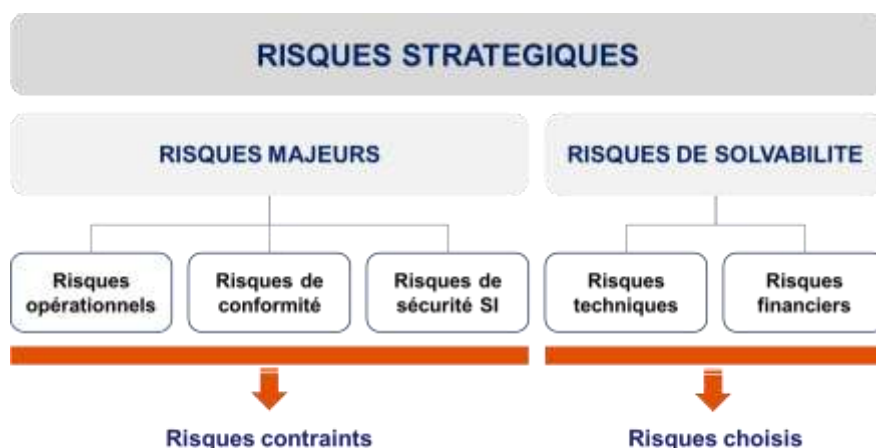 RISQUES STRATEGIQUES
RISQUES MAJEURS
RISQUES DE SOLVABILITE
Risques
opérationnels
Risques de
conformité
Risques de
sécurité SI
Risques
techniques
Risques
financiers
Risques contraints
Risques choisis